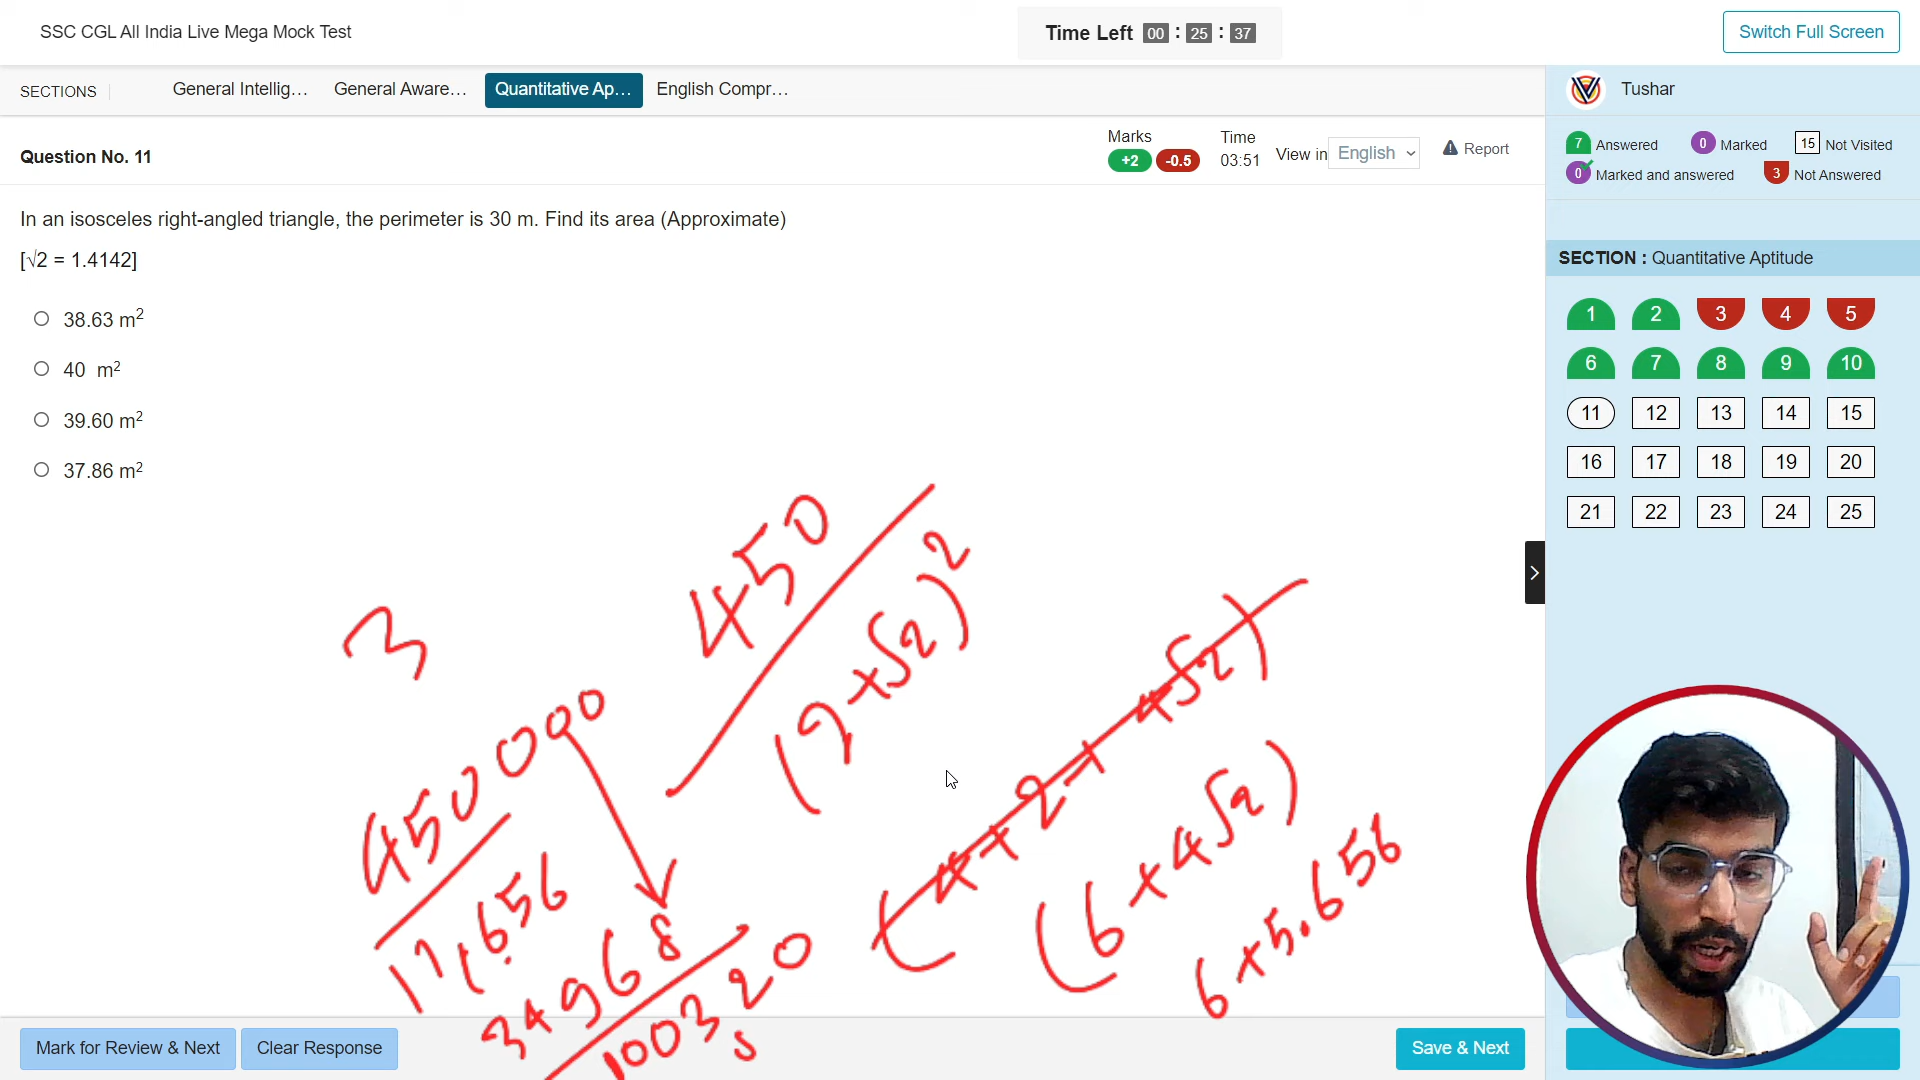 SSC CGL All India Live Mega Mock Test
Time Left 00 : 25 : 37
Switch Full Screen
SECTIONS
General Intellig...
General Aware...
Quantitative Ap...
English Compr...
Tushar
Question No. 11
Marks
+2 -0.5
Time
03:51
View in English
Report
7 Answered
0 Marked
15 Not Visited
0 Marked and answered
3 Not Answered
In an isosceles right-angled triangle, the perimeter is 30 m. Find its area (Approximate)
[√2 = 1.4142]
38.63 m²
40 m²
39.60 m²
37.86 m²
SECTION : Quantitative Aptitude
1 2 3 4 5
6 7 8 9 10
11 12 13 14 15
16 17 18 19 20
21 22 23 24 25
450
(2+√2)²
3
(4+2+4√2)
(6+4√2)
6+5.656
450000
11.656
34968
100320
Mark for Review & Next
Clear Response
Save & Next